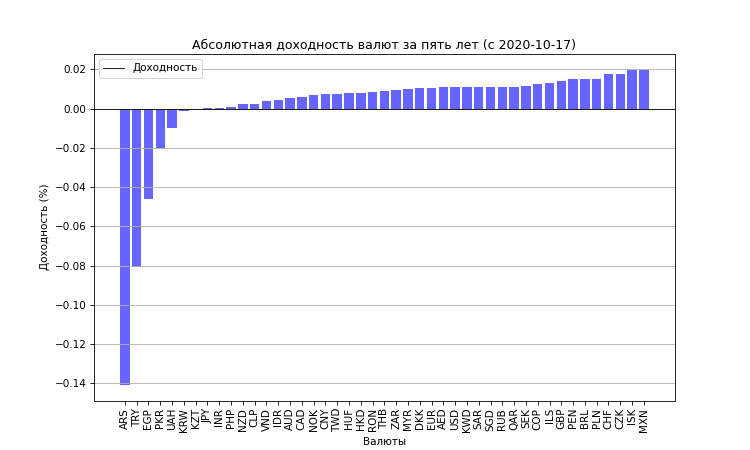 Абсолютная доходность валют за пять лет (с 2020-10-17)
Доходность
0.02
0.00
−0.02
−0.04
−0.06
−0.08
−0.10
−0.12
−0.14
Доходность (%)
ARS TRY EGP PKR UAH KRW KZT JPY INR PHP NZD CLP VND IDR AUD CAD NOK CNY TWD HUF HKD RON THB ZAR MYR DKK EUR AED USD KWD SAR SGD RUB QAR SEK COP ILS GBP PEN BRL PLN CHF CZK ISK MXN
Валюты